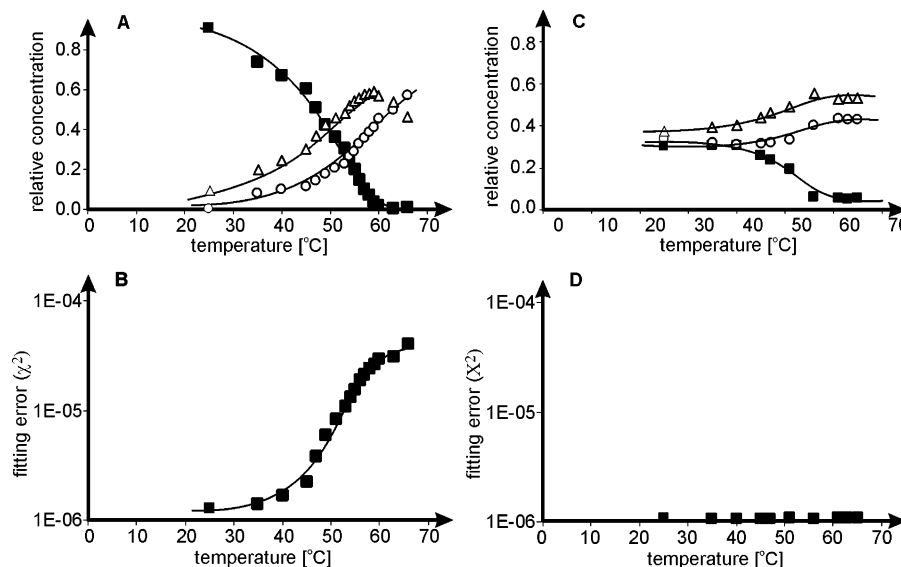 A
relative concentration
0.8
0.6
0.4
0.2
0.0
0 10 20 30 40 50 60 70
temperature [°C]
C
relative concentration
0.8
0.6
0.4
0.2
0.0
0 10 20 30 40 50 60 70
temperature [°C]
B
fitting error (χ²)
1E-04
1E-05
1E-06
0 10 20 30 40 50 60 70
temperature [°C]
D
fitting error (X²)
1E-04
1E-05
1E-06
0 10 20 30 40 50 60 70
temperature [°C]